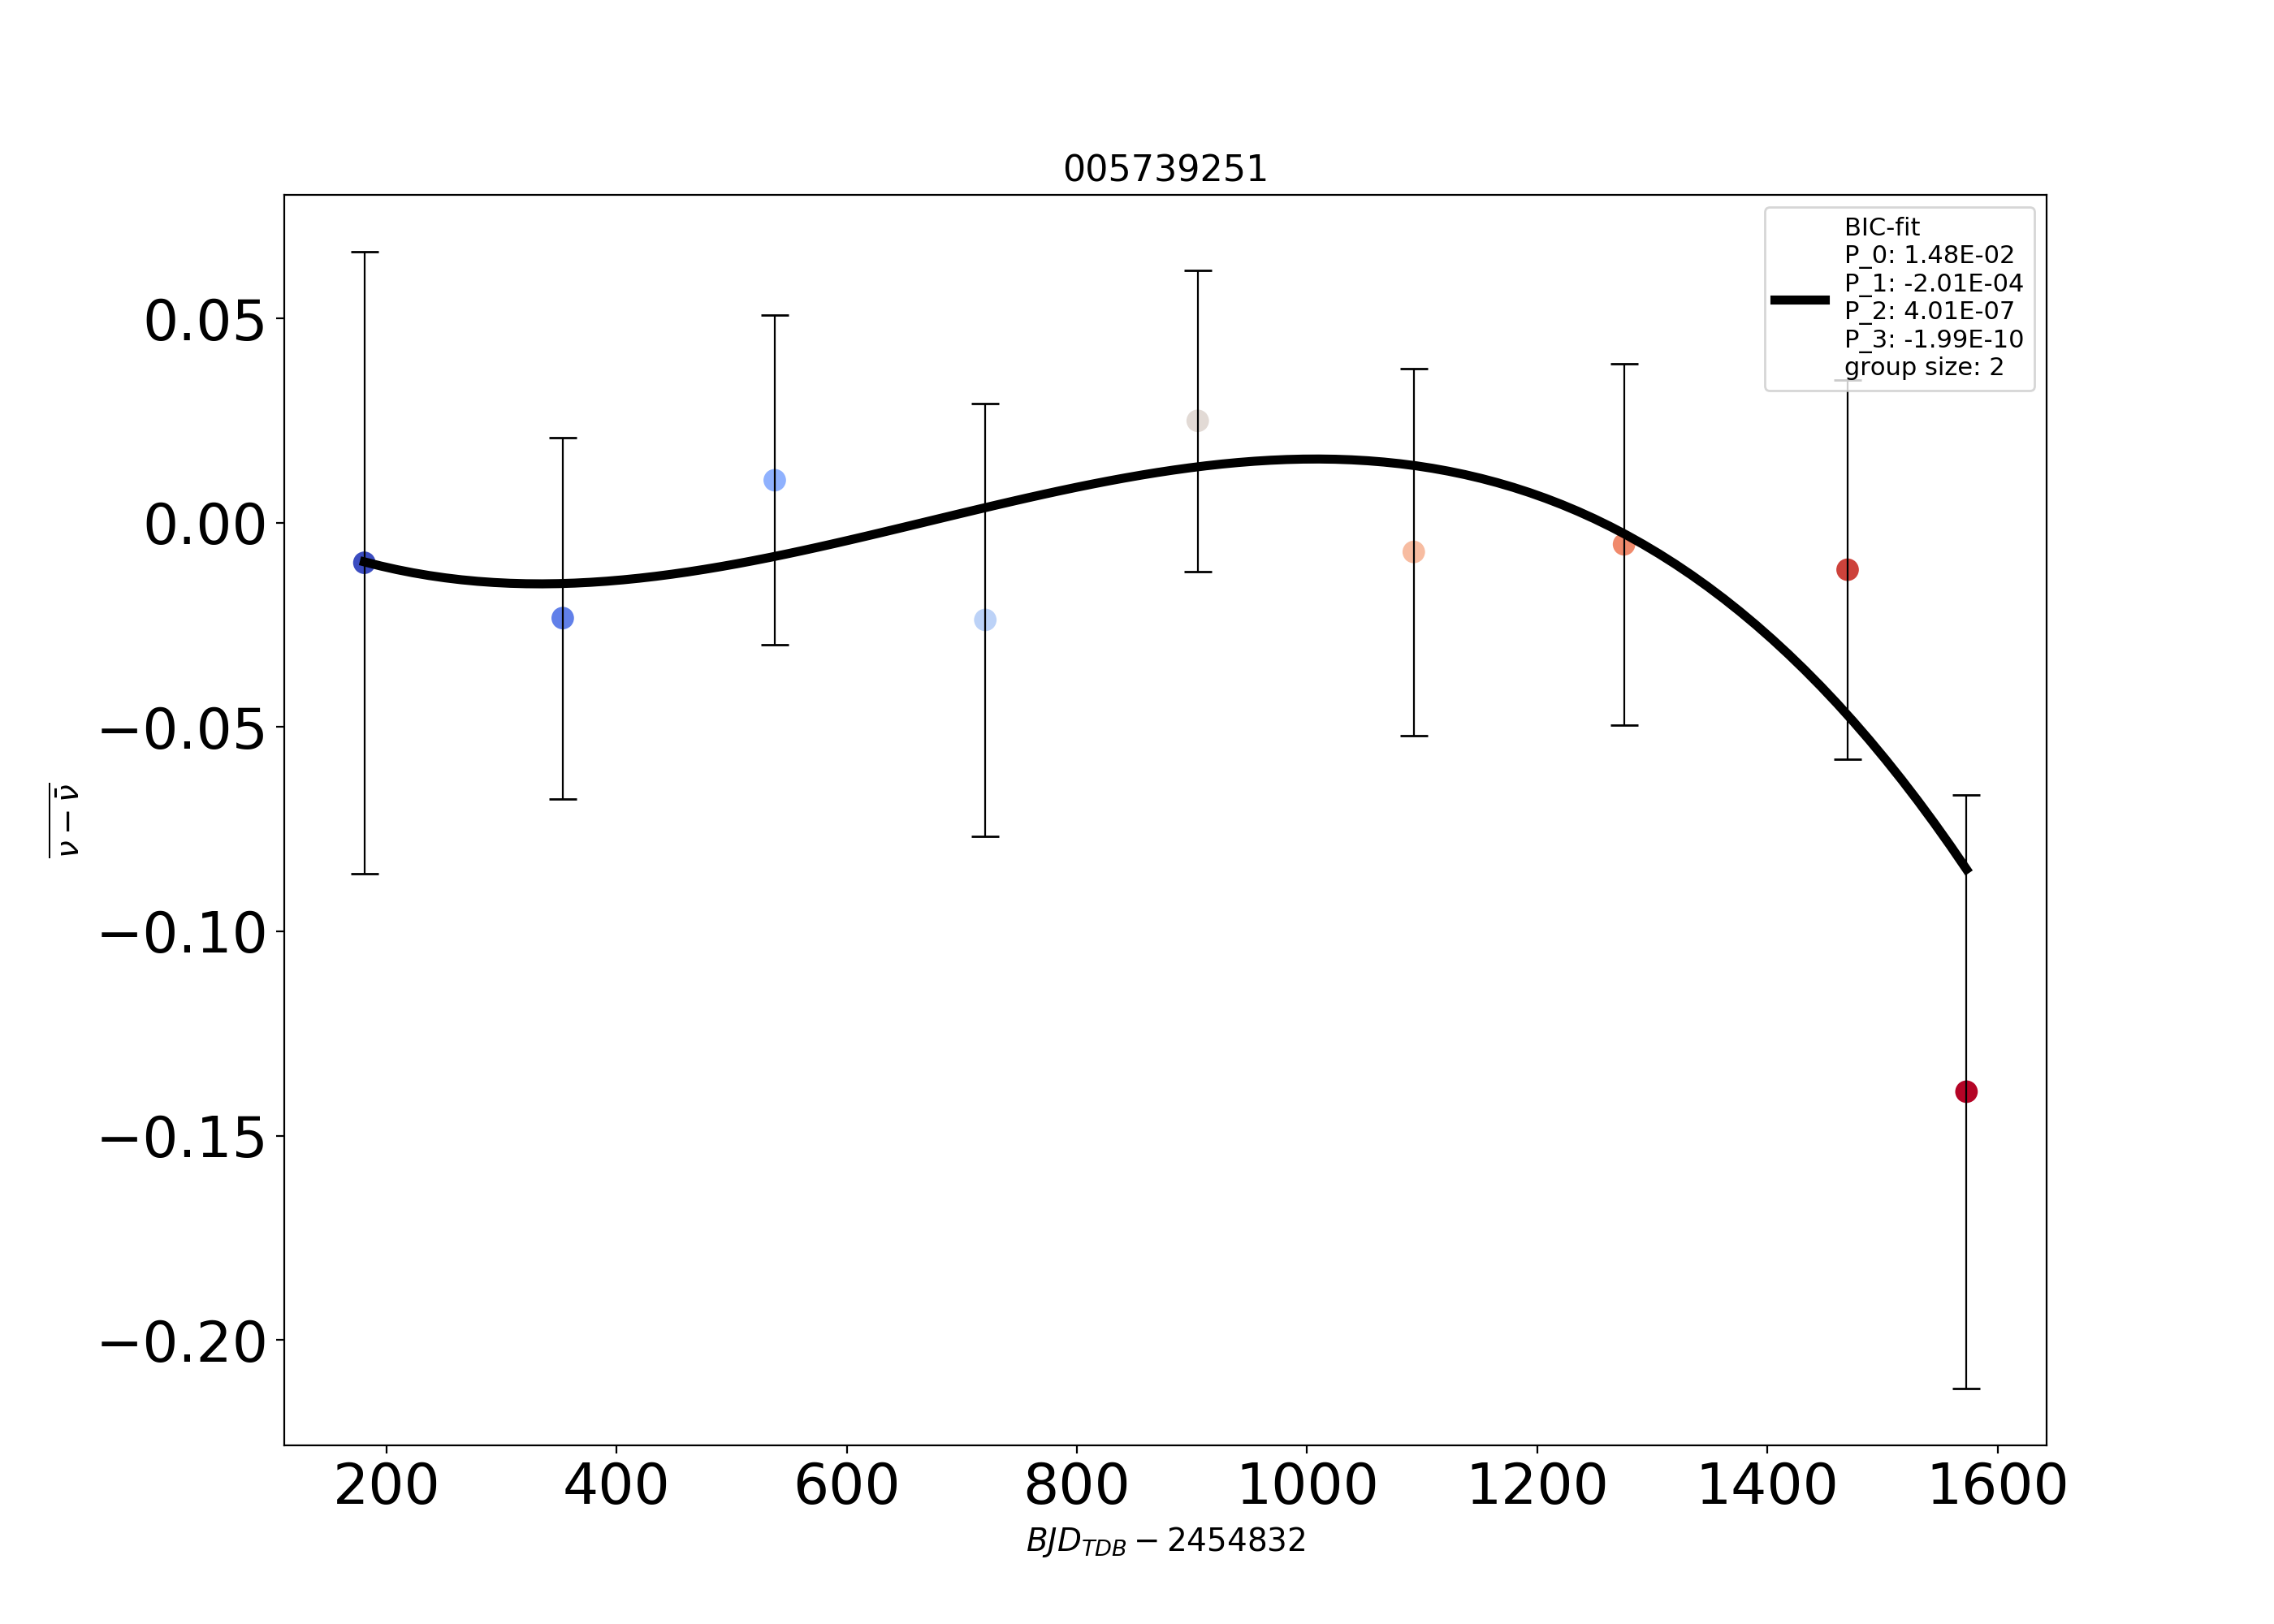 005739251
BIC-fit
P_0: 1.48E-02
P_1: -2.01E-04
P_2: 4.01E-07
P_3: -1.99E-10
group size: 2
0.05
0.00
−0.05
−0.10
−0.15
−0.20
ν − ν̄
200 400 600 800 1000 1200 1400 1600
BJD_TDB − 2454832